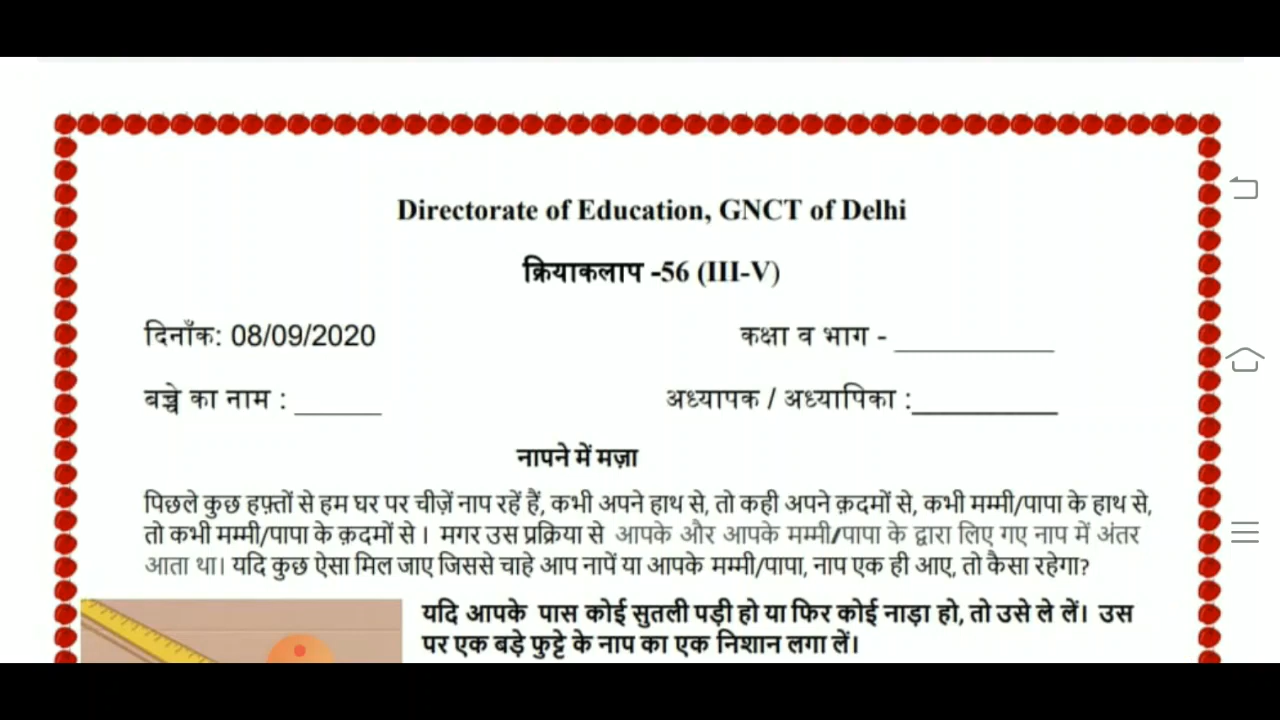 Directorate of Education, GNCT of Delhi
क्रियाकलाप -56 (III-V)
दिनाँक: 08/09/2020 कक्षा व भाग - ___________
बच्चे का नाम : ______ अध्यापक / अध्यापिका :__________
नापने में मज़ा
पिछले कुछ हफ़्तों से हम घर पर चीज़ें नाप रहें हैं, कभी अपने हाथ से, तो कही अपने क़दमों से, कभी मम्मी/पापा के हाथ से,
तो कभी मम्मी/पापा के क़दमों से । मगर उस प्रक्रिया से आपके और आपके मम्मी/पापा के द्वारा लिए गए नाप में अंतर
आता था। यदि कुछ ऐसा मिल जाए जिससे चाहे आप नापें या आपके मम्मी/पापा, नाप एक ही आए, तो कैसा रहेगा?
यदि आपके पास कोई सुतली पड़ी हो या फिर कोई नाड़ा हो, तो उसे ले लें। उस
पर एक बड़े फुट्टे के नाप का एक निशान लगा लें।